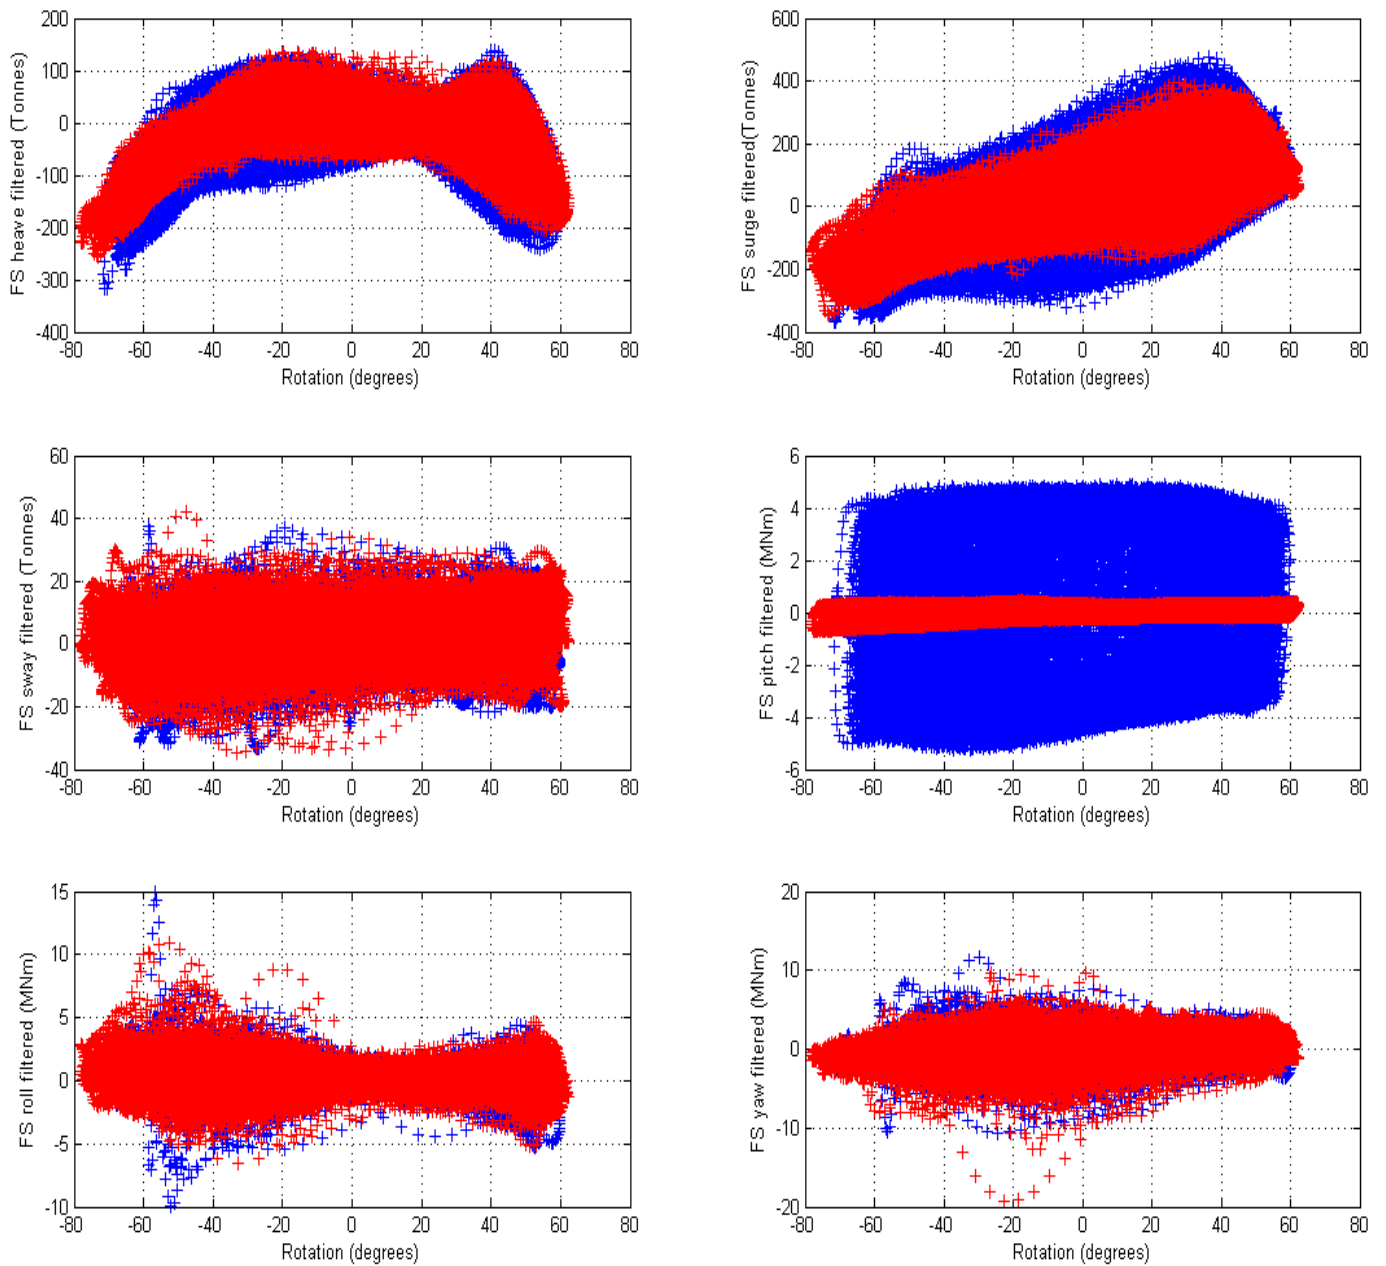 200
100
0
-100
-200
-300
-400
-80 -60 -40 -20 0 20 40 60 80
Rotation (degrees)
FS heave filtered (Tonnes)
600
400
200
0
-200
-400
-80 -60 -40 -20 0 20 40 60 80
Rotation (degrees)
FS surge filtered(Tonnes)
60
40
20
0
-20
-40
-80 -60 -40 -20 0 20 40 60 80
Rotation (degrees)
FS sway filtered (Tonnes)
6
4
2
0
-2
-4
-6
-80 -60 -40 -20 0 20 40 60 80
Rotation (degrees)
FS pitch filtered (MNm)
15
10
5
0
-5
-10
-80 -60 -40 -20 0 20 40 60 80
Rotation (degrees)
FS roll filtered (MNm)
20
10
0
-10
-20
-80 -60 -40 -20 0 20 40 60 80
Rotation (degrees)
FS yaw filtered (MNm)